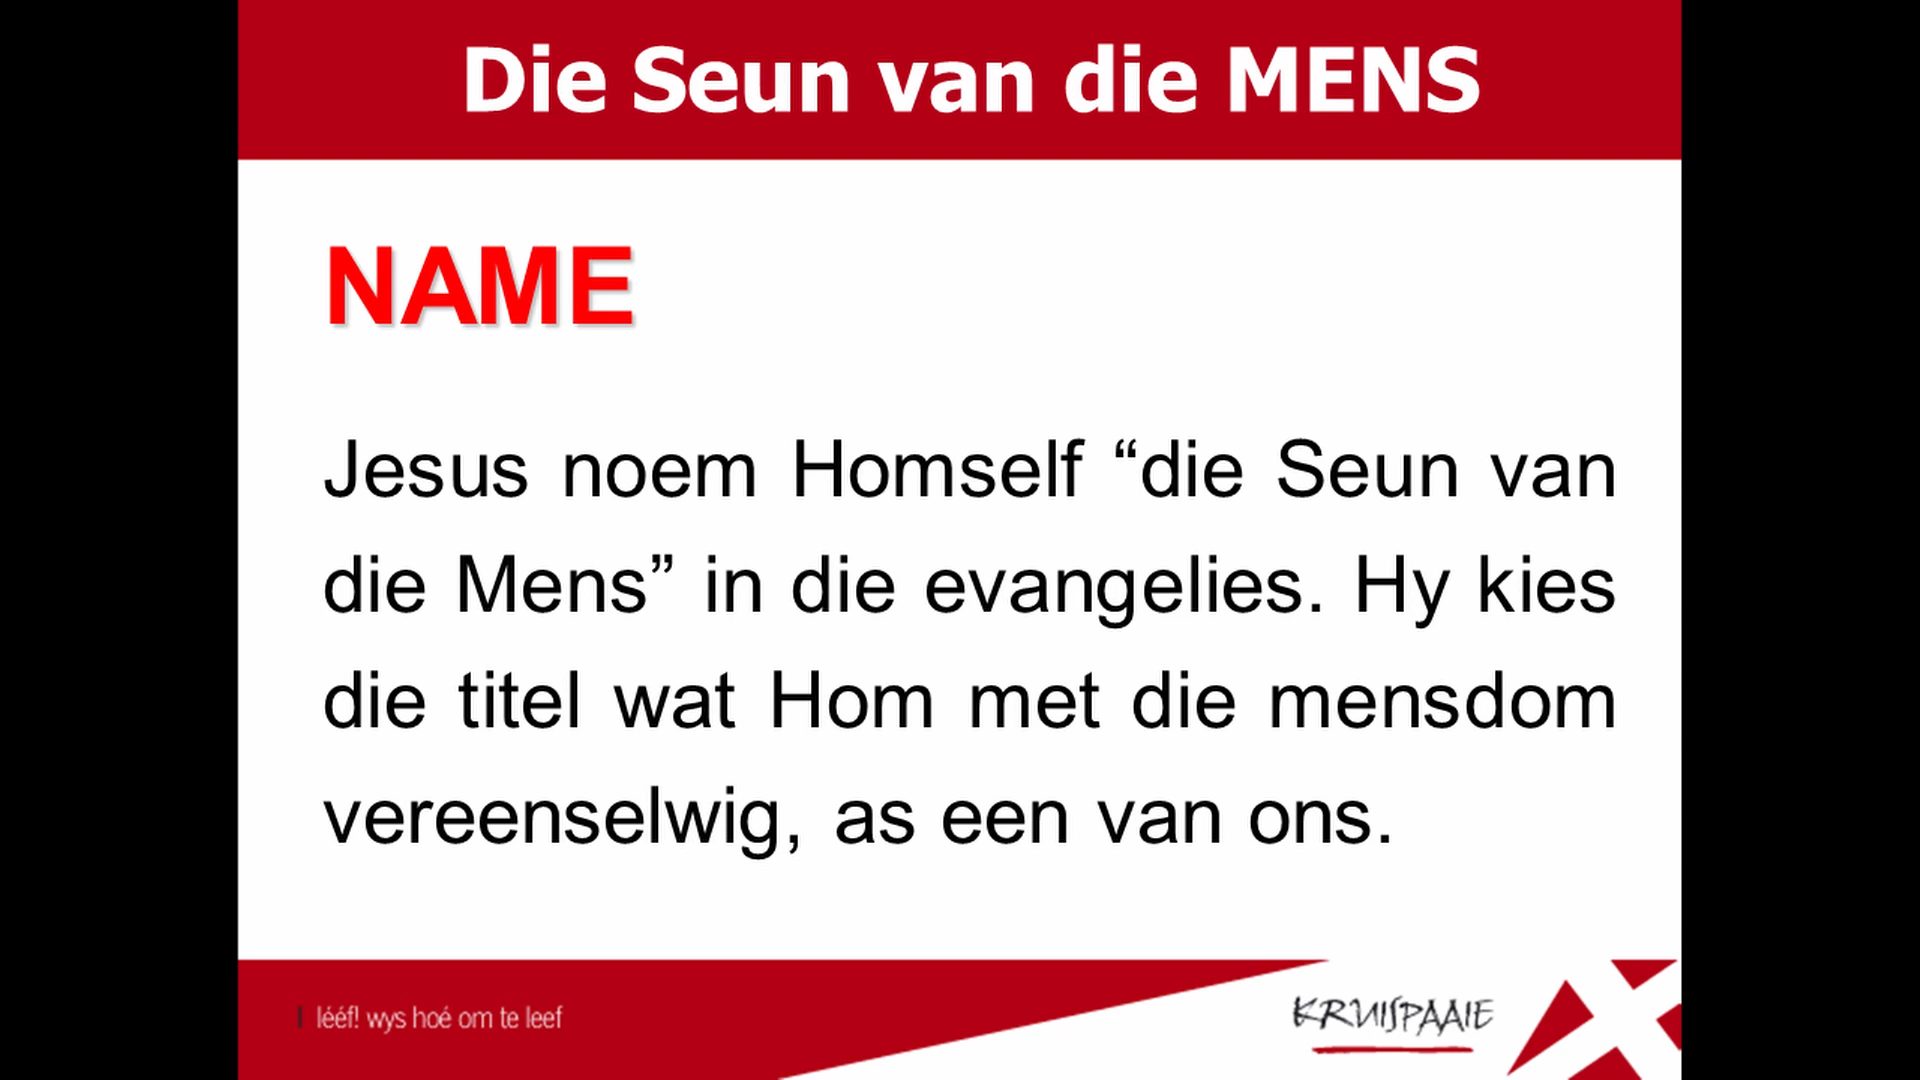 Die Seun van die MENS
NAME
Jesus noem Homself “die Seun van
die Mens” in die evangelies. Hy kies
die titel wat Hom met die mensdom
vereenselwig, as een van ons.
| lééf! wys hoé om te leef
KRUISPAAIE